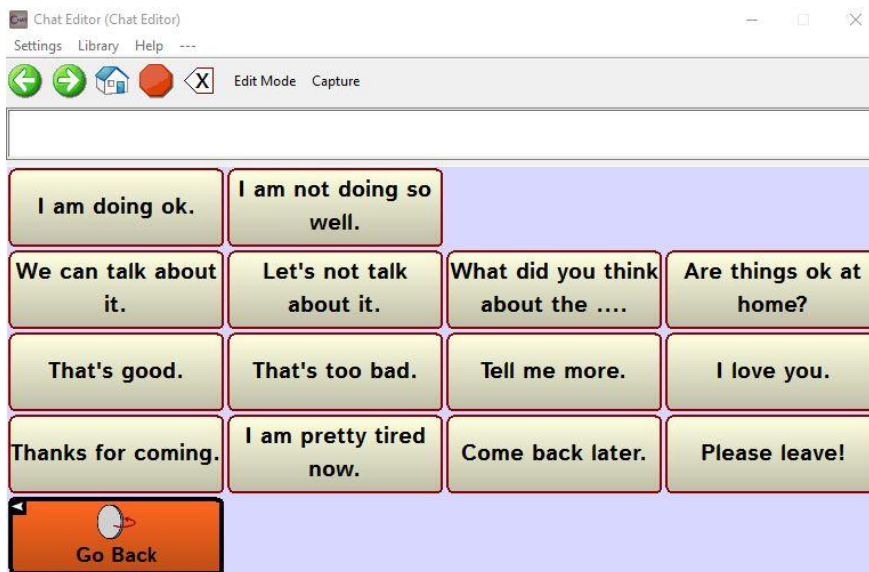 Chat Editor (Chat Editor)
Settings Library Help ---
X Edit Mode Capture
I am doing ok.
I am not doing so
well.
We can talk about
it.
Let's not talk
about it.
What did you think
about the ....
Are things ok at
home?
That's good.
That's too bad.
Tell me more.
I love you.
Thanks for coming.
I am pretty tired
now.
Come back later.
Please leave!
Go Back